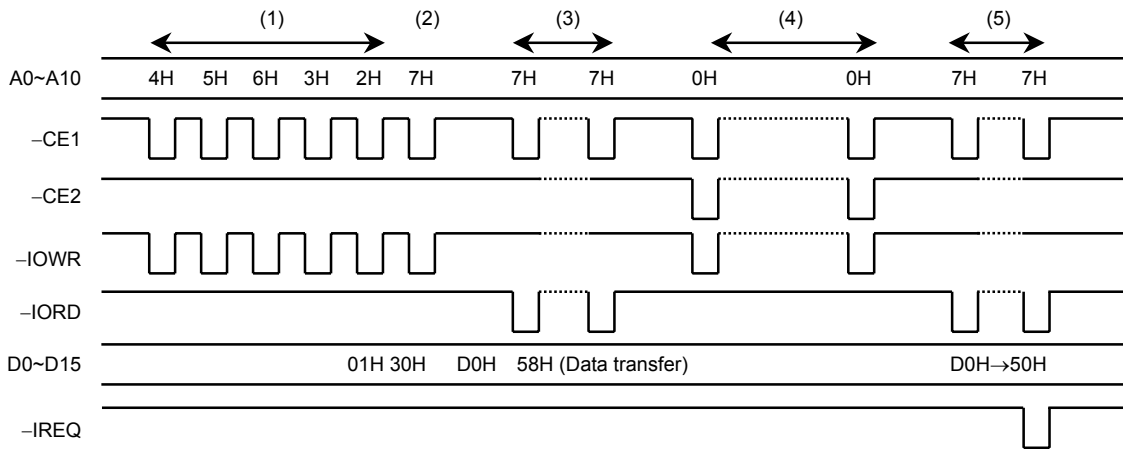 (1) (2) (3) (4) (5)
A0~A10 4H 5H 6H 3H 2H 7H 7H 7H 0H 0H 7H 7H
−CE1
−CE2
−IOWR
−IORD
D0~D15 01H 30H D0H 58H (Data transfer) D0H→50H
−IREQ